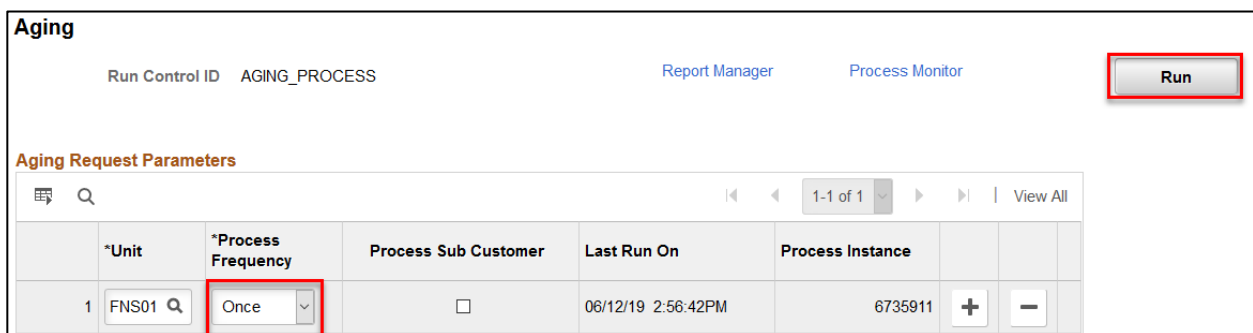 Aging
Run Control ID AGING_PROCESS Report Manager Process Monitor Run
Aging Request Parameters
1-1 of 1 | View All
*Unit *Process Frequency Process Sub Customer Last Run On Process Instance
1 FNS01 Once 06/12/19 2:56:42PM 6735911 + −